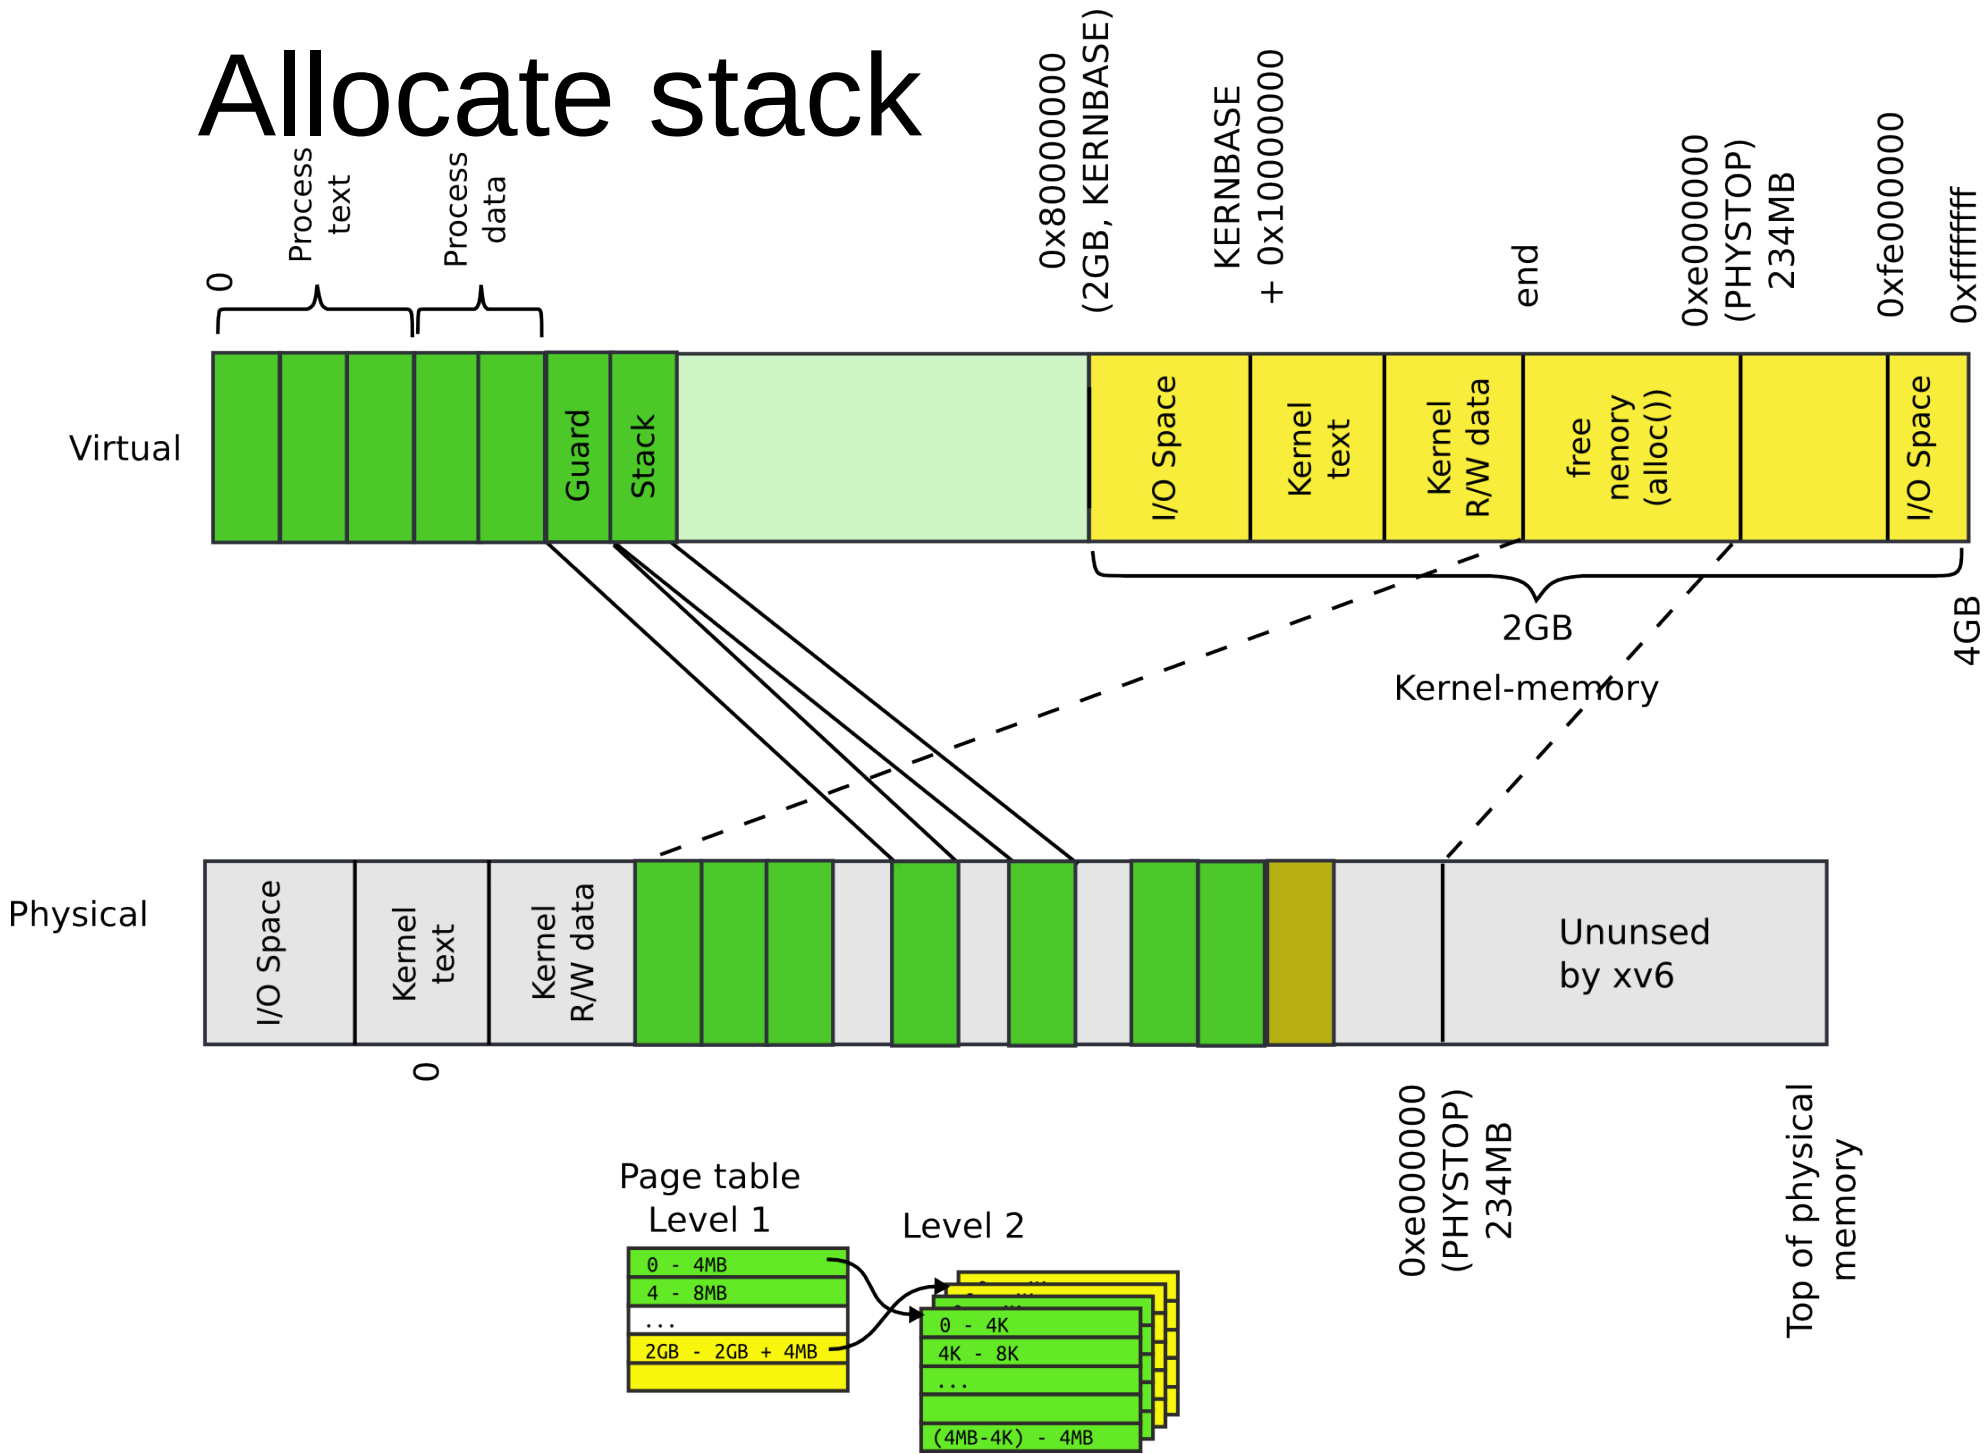 Allocate stack
0
Process
text
Process
data
0x80000000
(2GB, KERNBASE)
KERNBASE
+ 0x1000000
end
0xe000000
(PHYSTOP)
234MB
0xfe000000
0xffffffff
Virtual
Guard
Stack
I/O Space
Kernel
text
Kernel
R/W data
free
nenory
(alloc())
I/O Space
2GB
4GB
Kernel-memory
Physical
I/O Space
Kernel
text
Kernel
R/W data
Ununsed
by xv6
0
0xe000000
(PHYSTOP)
234MB
Top of physical
memory
Page table
Level 1
Level 2
0 - 4MB
4 - 8MB
...
2GB - 2GB + 4MB
0 - 4K
4K - 8K
...
(4MB-4K) - 4MB